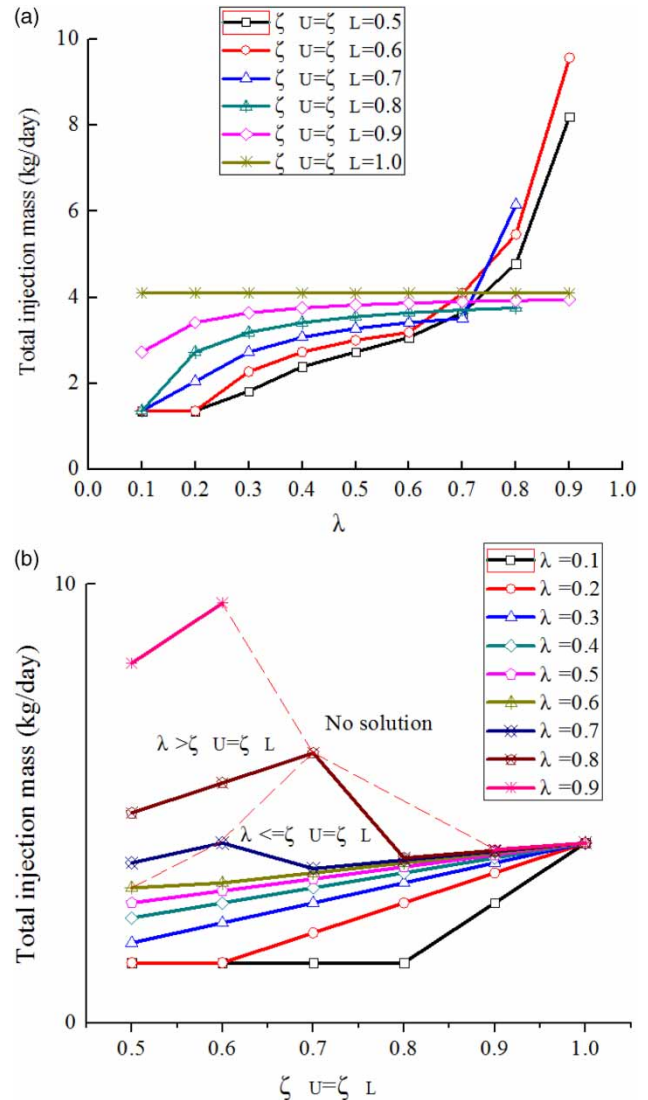 (a)
ζ U=ζ L=0.5
ζ U=ζ L=0.6
ζ U=ζ L=0.7
ζ U=ζ L=0.8
ζ U=ζ L=0.9
ζ U=ζ L=1.0
Total injection mass (kg/day)
10
8
6
4
2
0
0.0 0.1 0.2 0.3 0.4 0.5 0.6 0.7 0.8 0.9 1.0
λ
(b)
λ =0.1
λ =0.2
λ =0.3
λ =0.4
λ =0.5
λ =0.6
λ =0.7
λ =0.8
λ =0.9
Total injection mass (kg/day)
10
No solution
λ >ζ U=ζ L
λ <=ζ U=ζ L
0
0.5 0.6 0.7 0.8 0.9 1.0
ζ U=ζ L